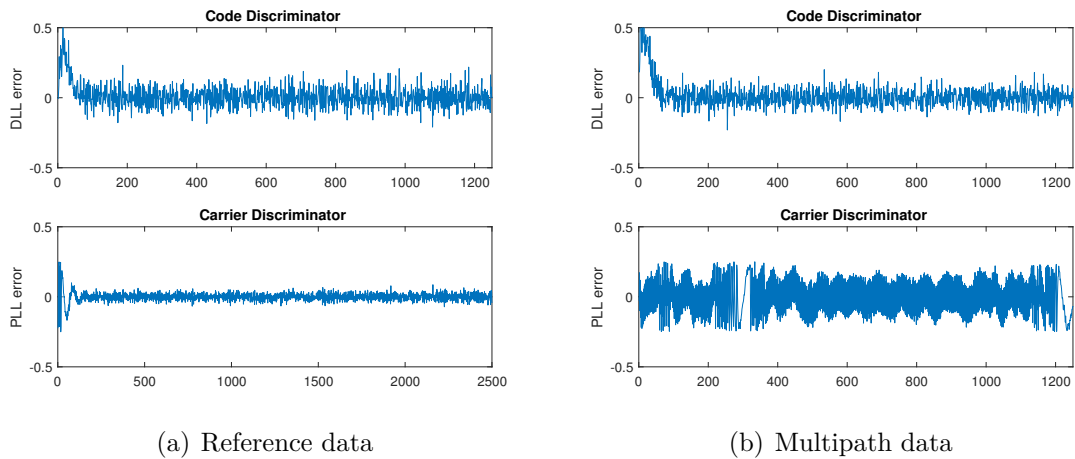 Code Discriminator
DLL error
0.5
0
-0.5
0 200 400 600 800 1000 1200
Carrier Discriminator
PLL error
0.5
0
-0.5
0 500 1000 1500 2000 2500
(a) Reference data
Code Discriminator
DLL error
0.5
0
-0.5
0 200 400 600 800 1000 1200
Carrier Discriminator
PLL error
0.5
0
-0.5
0 200 400 600 800 1000 1200
(b) Multipath data